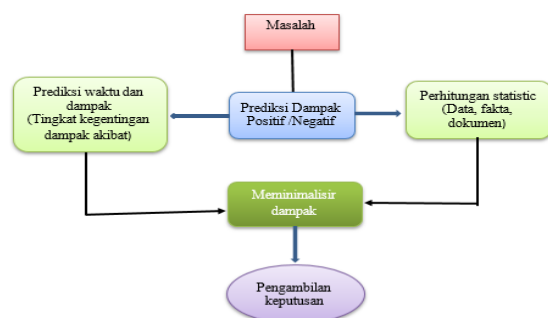 Masalah
Prediksi waktu dan
dampak
(Tingkat kegentingan
dampak akibat)
Prediksi Dampak
Positif /Negatif
Perhitungan statistic
(Data, fakta,
dokumen)
Meminimalisir
dampak
Pengambilan
keputusan